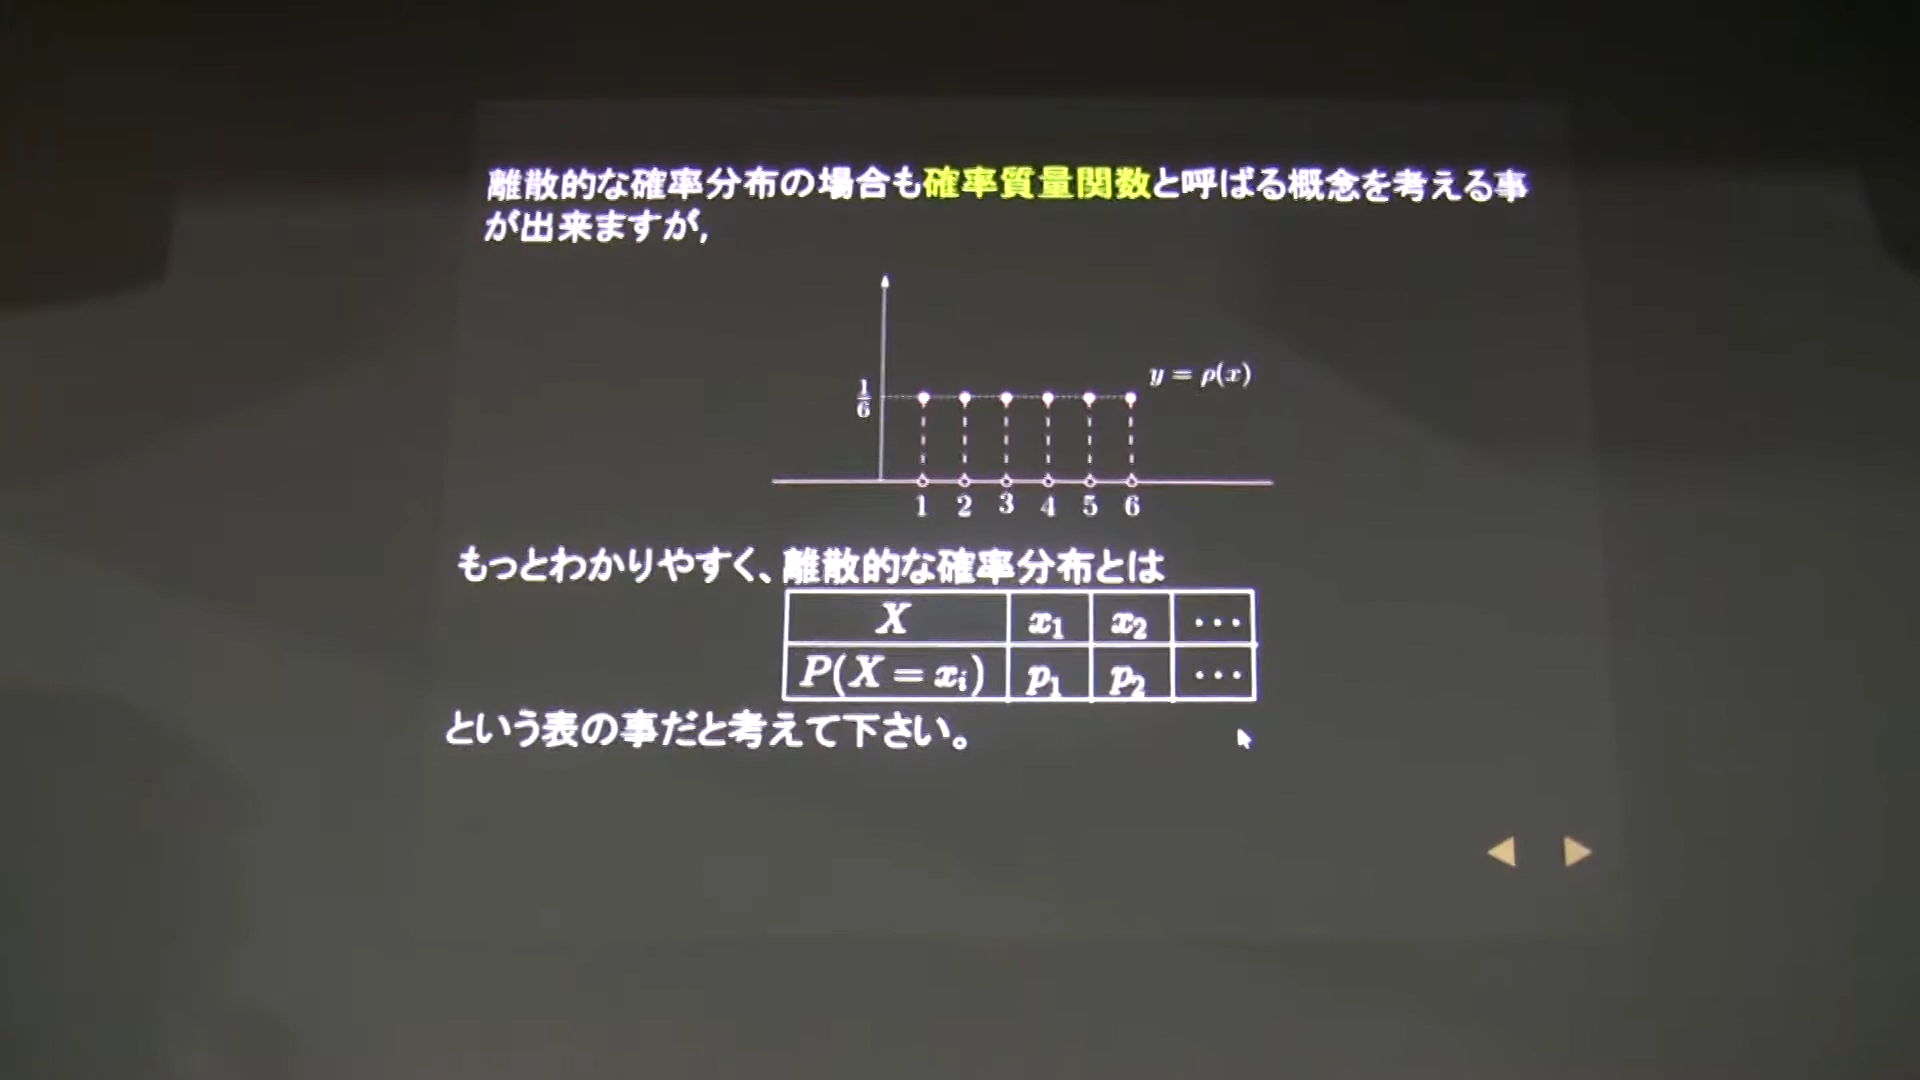 離散的な確率分布の場合も確率質量関数と呼ばる概念を考える事
が出来ますが,
y = ρ(x)
1/6
1 2 3 4 5 6
もっとわかりやすく、離散的な確率分布とは
X x₁ x₂ ⋯
P(X = xᵢ) p₁ p₂ ⋯
という表の事だと考えて下さい。